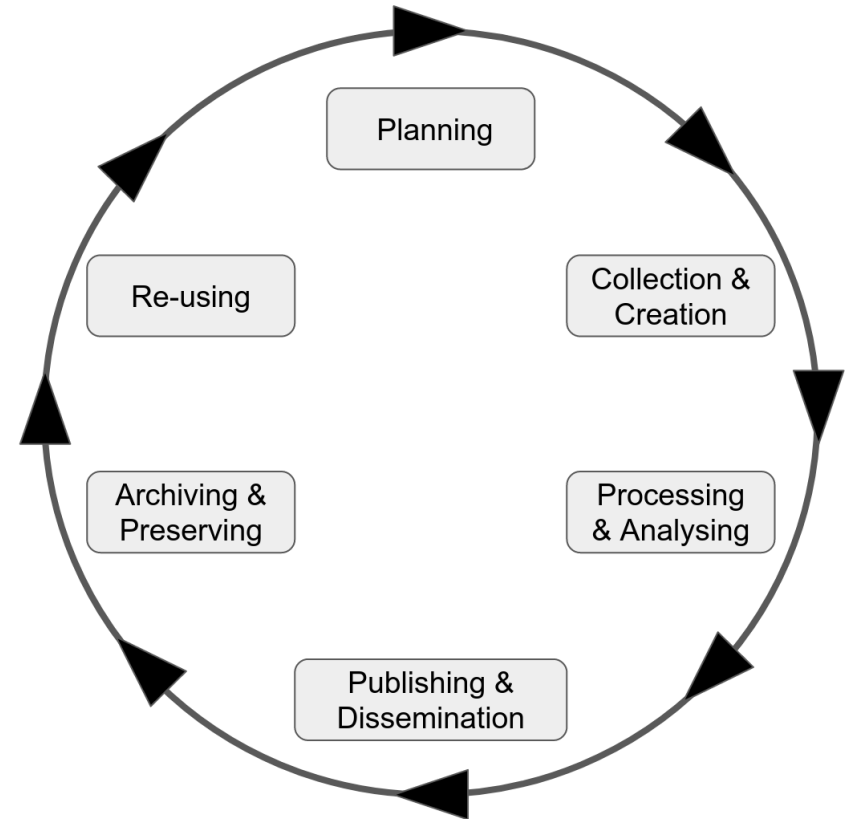 Planning
Collection &
Creation
Processing
& Analysing
Publishing &
Dissemination
Archiving &
Preserving
Re-using